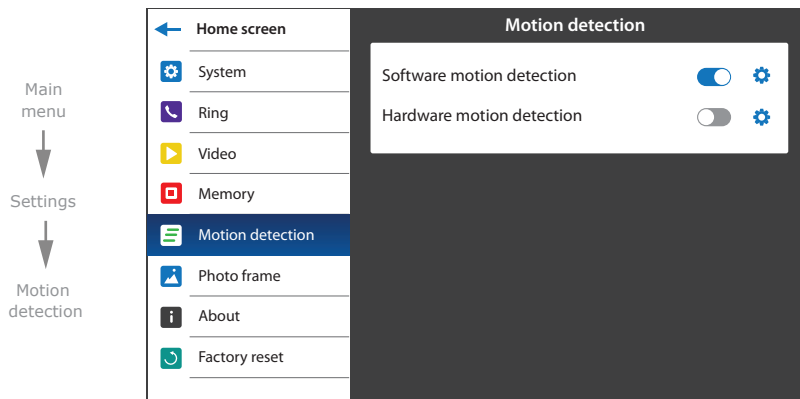 Main
menu
Settings
Motion
detection
Home screen
System
Ring
Video
Memory
Motion detection
Photo frame
About
Factory reset
Motion detection
Software motion detection
Hardware motion detection